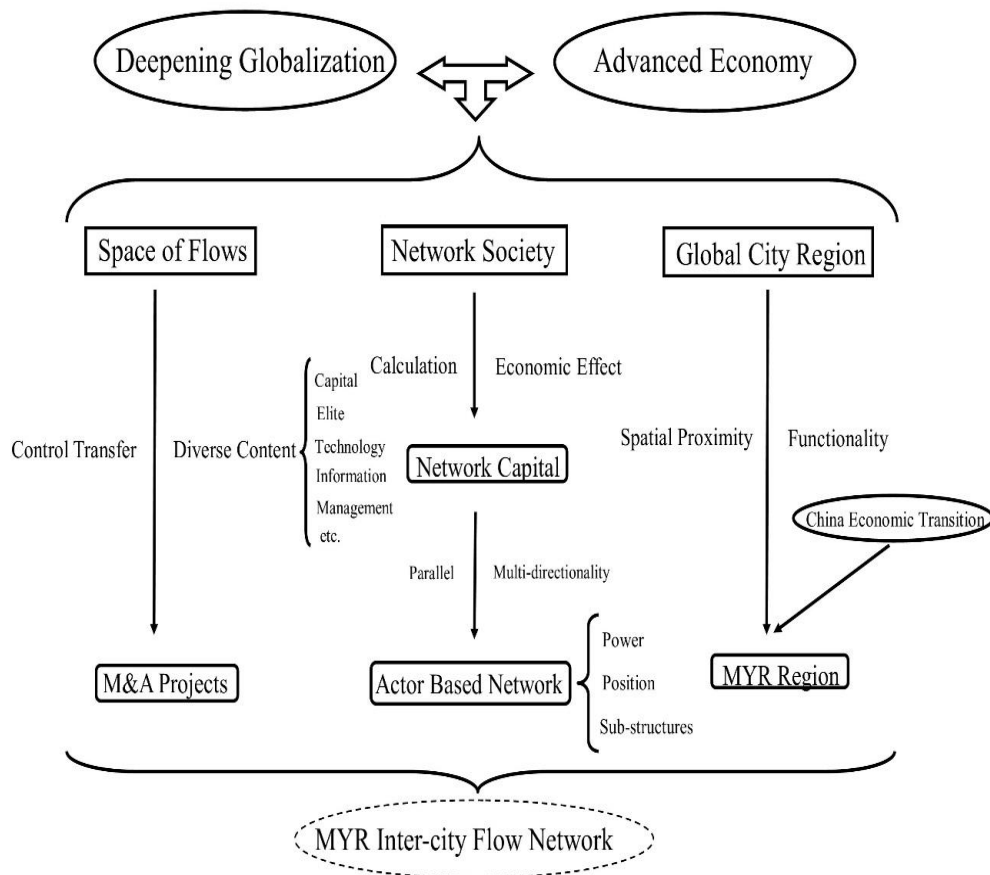 Deepening Globalization
Advanced Economy
Space of Flows
Network Society
Global City Region
Calculation
Economic Effect
Capital
Elite
Technology
Information
Management
etc.
Control Transfer
Diverse Content
Spatial Proximity
Functionality
Network Capital
China Economic Transition
Parallel
Multi-directionality
Power
Position
Sub-structures
M&A Projects
Actor Based Network
MYR Region
MYR Inter-city Flow Network